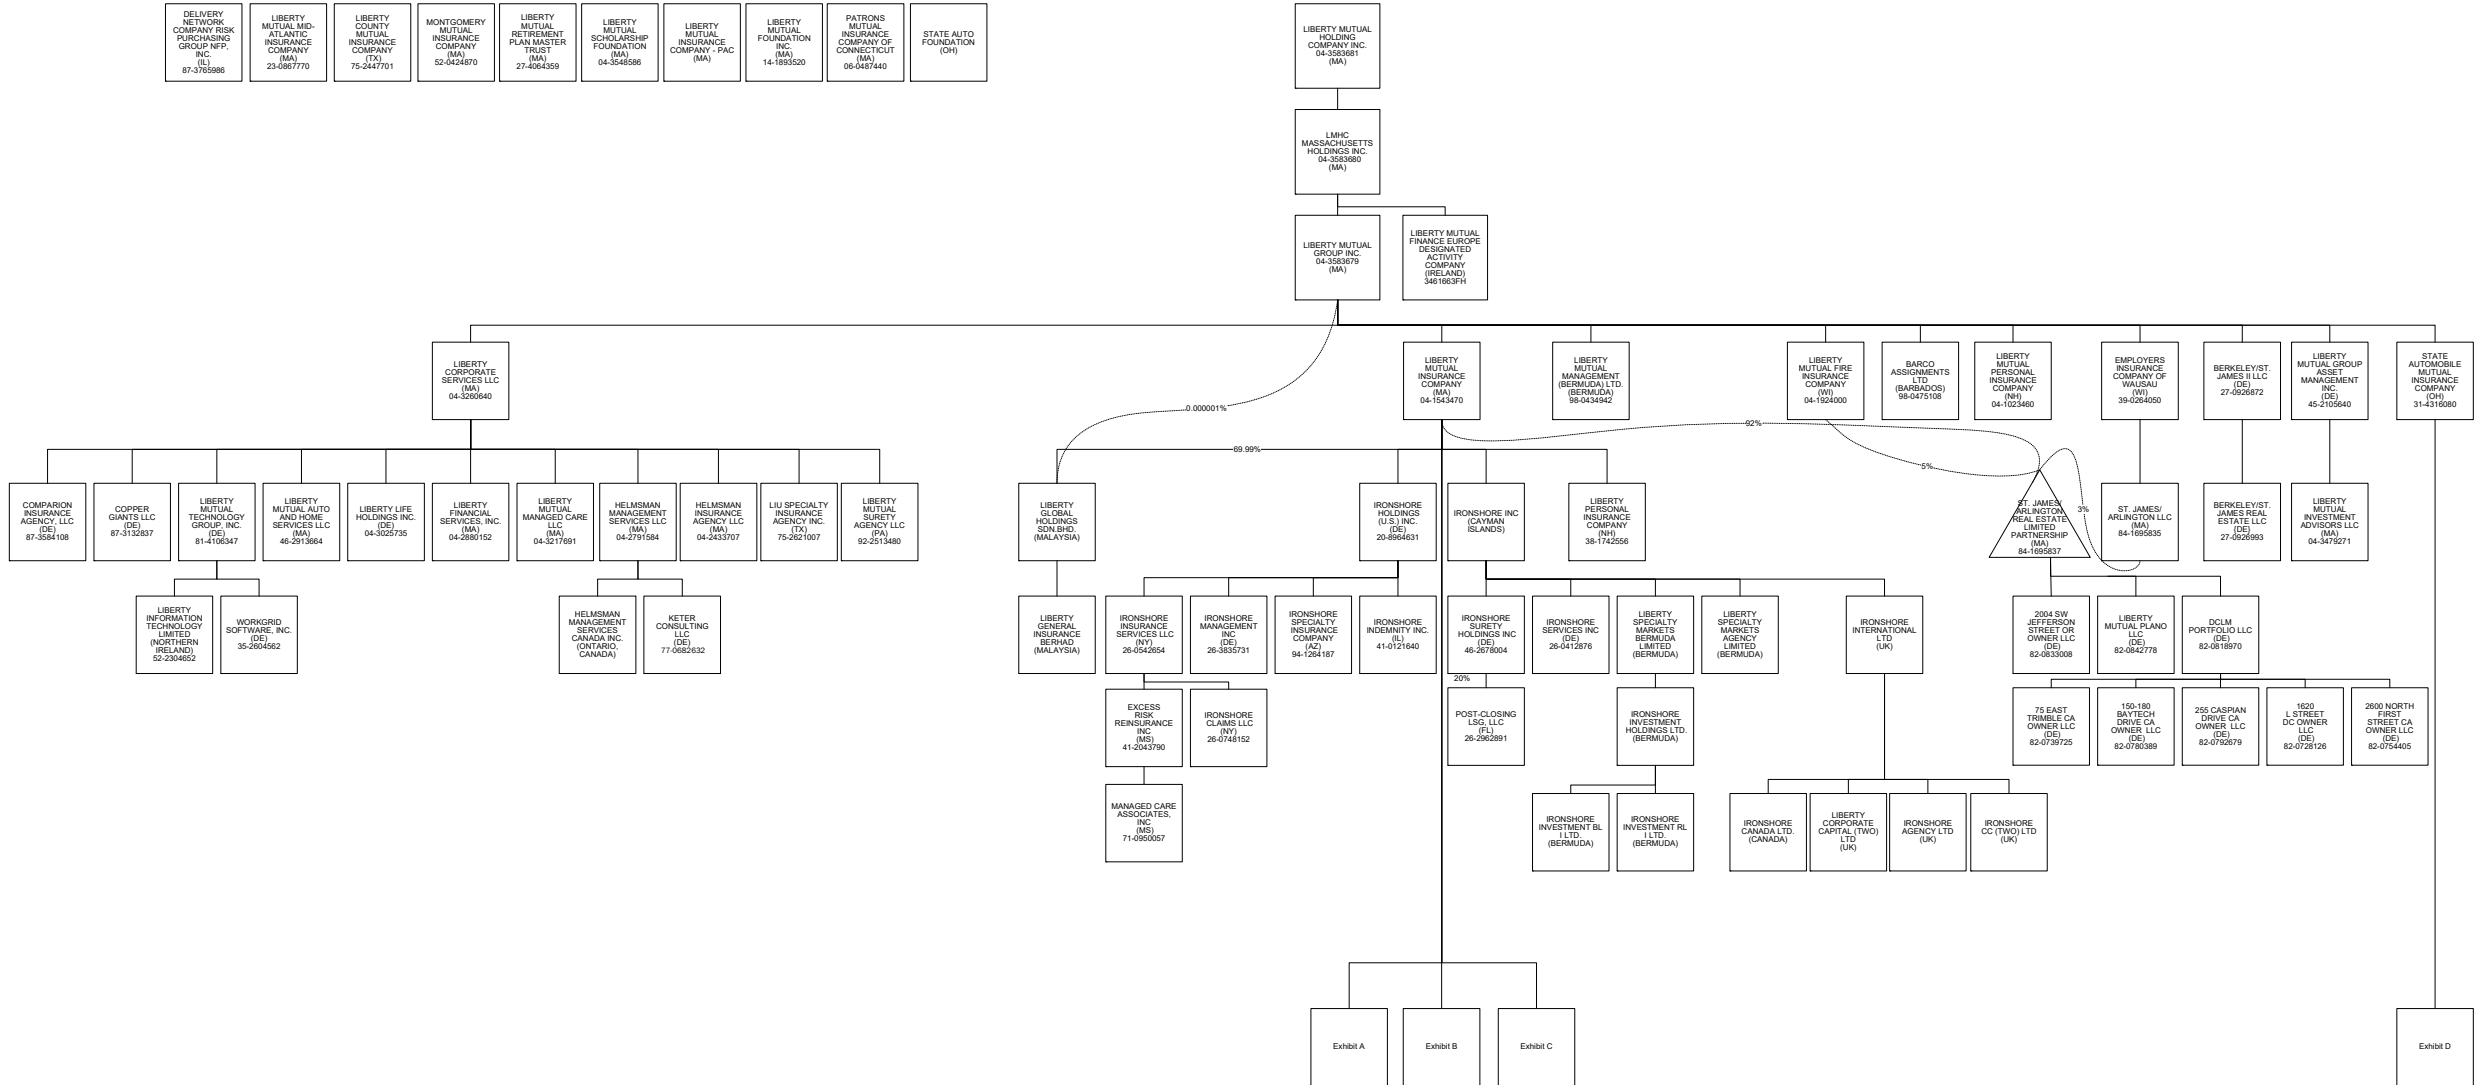 DELIVERY
NETWORK
COMPANY RISK
PURCHASING
GROUP NFP,
INC.
(IL)
87-3765986
LIBERTY
MUTUAL MID-
ATLANTIC
INSURANCE
COMPANY
(MA)
23-0867770
LIBERTY
COUNTY
MUTUAL
INSURANCE
COMPANY
(TX)
75-2447701
MONTGOMERY
MUTUAL
INSURANCE
COMPANY
(MA)
52-0424870
LIBERTY
MUTUAL
RETIREMENT
PLAN MASTER
TRUST
(MA)
27-4064359
LIBERTY
MUTUAL
SCHOLARSHIP
FOUNDATION
(MA)
04-3548586
LIBERTY
MUTUAL
INSURANCE
COMPANY - PAC
(MA)
LIBERTY
MUTUAL
FOUNDATION
INC.
(MA)
14-1893520
PATRONS
MUTUAL
INSURANCE
COMPANY OF
CONNECTICUT
(MA)
06-0487440
STATE AUTO
FOUNDATION
(OH)
LIBERTY MUTUAL
HOLDING
COMPANY INC.
04-3583681
(MA)
LMHC
MASSACHUSETTS
HOLDINGS INC.
04-3583680
(MA)
LIBERTY MUTUAL
GROUP INC.
04-3583679
(MA)
LIBERTY MUTUAL
FINANCE EUROPE
DESIGNATED
ACTIVITY
COMPANY
(IRELAND)
3461663FH
LIBERTY
CORPORATE
SERVICES LLC
(MA)
04-3260640
LIBERTY
MUTUAL
INSURANCE
COMPANY
(MA)
04-1543470
LIBERTY
MUTUAL
MANAGEMENT
(BERMUDA) LTD.
(BERMUDA)
98-0434942
LIBERTY
MUTUAL FIRE
INSURANCE
COMPANY
(WI)
04-1924000
BARCO
ASSIGNMENTS
LTD
(BARBADOS)
98-0475108
LIBERTY
MUTUAL
PERSONAL
INSURANCE
COMPANY
(NH)
04-1023460
EMPLOYERS
INSURANCE
COMPANY OF
WAUSAU
(WI)
39-0264050
BERKELEY/ST.
JAMES II LLC
(DE)
27-0926872
LIBERTY
MUTUAL GROUP
ASSET
MANAGEMENT
INC.
(DE)
45-2105640
STATE
AUTOMOBILE
MUTUAL
INSURANCE
COMPANY
(OH)
31-4316080
0.000001%
92%
69.99%
5%
3%
COMPARION
INSURANCE
AGENCY, LLC
(DE)
87-3584108
COPPER
GIANTS LLC
(DE)
87-3132837
LIBERTY
MUTUAL
TECHNOLOGY
GROUP, INC.
(DE)
81-4106347
LIBERTY
MUTUAL AUTO
AND HOME
SERVICES LLC
(MA)
46-2913664
LIBERTY LIFE
HOLDINGS INC.
(DE)
04-3025735
LIBERTY
FINANCIAL
SERVICES, INC.
(MA)
04-2880152
LIBERTY
MUTUAL
MANAGED CARE
LLC
(MA)
04-3217691
HELMSMAN
MANAGEMENT
SERVICES LLC
(MA)
04-2791584
HELMSMAN
INSURANCE
AGENCY LLC
(MA)
04-2433707
LIU SPECIALTY
INSURANCE
AGENCY INC.
(TX)
75-2621007
LIBERTY
MUTUAL
SURETY
AGENCY LLC
(PA)
92-2513480
LIBERTY
GLOBAL
HOLDINGS
SDN.BHD.
(MALAYSIA)
IRONSHORE
HOLDINGS
(U.S.) INC.
(DE)
20-8964631
IRONSHORE INC
(CAYMAN
ISLANDS)
LIBERTY
PERSONAL
INSURANCE
COMPANY
(NH)
38-1742556
ST. JAMES/
ARLINGTON
REAL ESTATE
LIMITED
PARTNERSHIP
(MA)
84-1695837
ST. JAMES/
ARLINGTON LLC
(MA)
84-1695835
BERKELEY/ST.
JAMES REAL
ESTATE LLC
(DE)
27-0926993
LIBERTY
MUTUAL
INVESTMENT
ADVISORS LLC
(MA)
04-3479271
LIBERTY
INFORMATION
TECHNOLOGY
LIMITED
(NORTHERN
IRELAND)
52-2304652
WORKGRID
SOFTWARE, INC.
(DE)
35-2604562
HELMSMAN
MANAGEMENT
SERVICES
CANADA INC.
(ONTARIO,
CANADA)
KETER
CONSULTING
LLC
(DE)
77-0682632
LIBERTY
GENERAL
INSURANCE
BERHAD
(MALAYSIA)
IRONSHORE
INSURANCE
SERVICES LLC
(NY)
26-0542654
IRONSHORE
MANAGEMENT
INC
(DE)
26-3835731
IRONSHORE
SPECIALTY
INSURANCE
COMPANY
(AZ)
94-1264187
IRONSHORE
INDEMNITY INC.
(IL)
41-0121640
IRONSHORE
SURETY
HOLDINGS INC
(DE)
46-2678004
IRONSHORE
SERVICES INC
(DE)
26-0412876
LIBERTY
SPECIALTY
MARKETS
BERMUDA
LIMITED
(BERMUDA)
LIBERTY
SPECIALTY
MARKETS
AGENCY
LIMITED
(BERMUDA)
IRONSHORE
INTERNATIONAL
LTD
(UK)
2004 SW
JEFFERSON
STREET OR
OWNER LLC
(DE)
82-0833008
LIBERTY
MUTUAL PLANO
LLC
(DE)
82-0842778
DCLM
PORTFOLIO LLC
(DE)
82-0818970
20%
EXCESS
RISK
REINSURANCE
INC
(MS)
41-2043790
IRONSHORE
CLAIMS LLC
(NY)
26-0748152
POST-CLOSING
LSG, LLC
(FL)
26-2962891
IRONSHORE
INVESTMENT
HOLDINGS LTD.
(BERMUDA)
75 EAST
TRIMBLE CA
OWNER LLC
(DE)
82-0739725
150-180
BAYTECH
DRIVE CA
OWNER LLC
(DE)
82-0780389
255 CASPIAN
DRIVE CA
OWNER LLC
(DE)
82-0792679
1620
L STREET
DC OWNER
LLC
(DE)
82-0728126
2600 NORTH
FIRST
STREET CA
OWNER LLC
(DE)
82-0754405
MANAGED CARE
ASSOCIATES,
INC
(MS)
71-0950057
IRONSHORE
INVESTMENT BL
I LTD.
(BERMUDA)
IRONSHORE
INVESTMENT RL
I LTD.
(BERMUDA)
IRONSHORE
CANADA LTD.
(CANADA)
LIBERTY
CORPORATE
CAPITAL (TWO)
LTD
(UK)
IRONSHORE
AGENCY LTD
(UK)
IRONSHORE
CC (TWO) LTD
(UK)
Exhibit A
Exhibit B
Exhibit C
Exhibit D